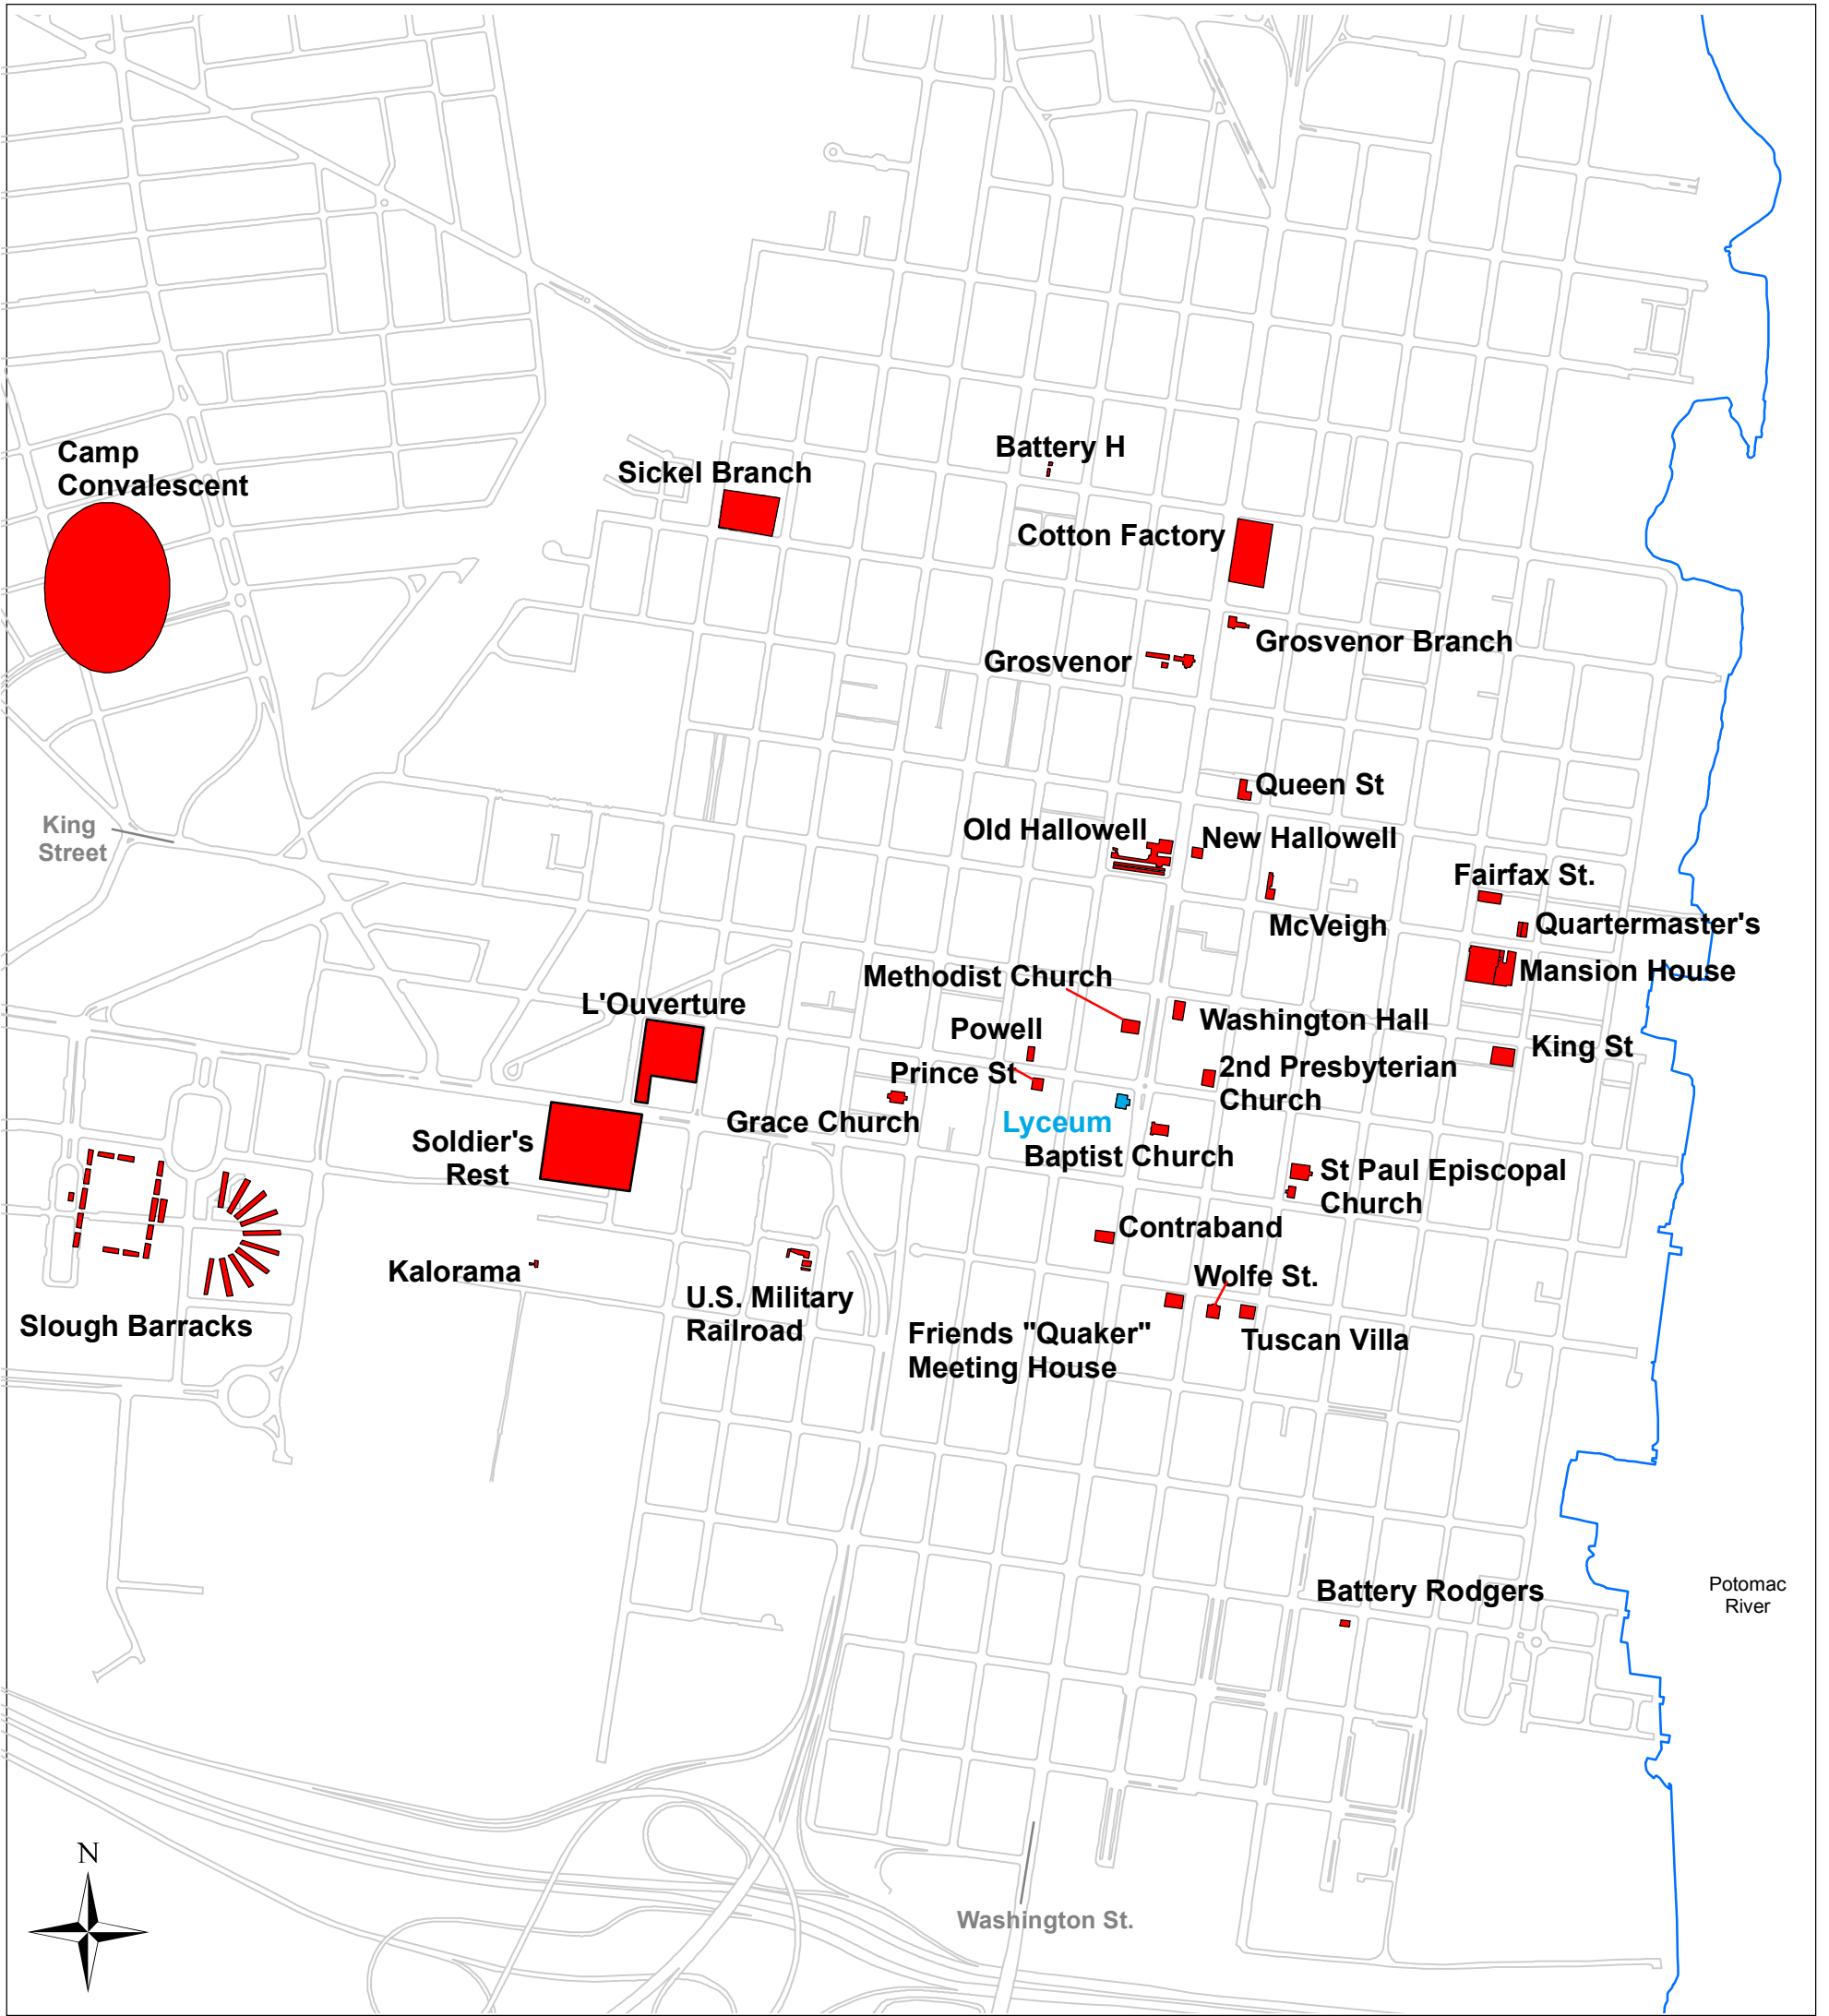 Camp
Convalescent
Sickel Branch
Battery H
Cotton Factory
Grosvenor Branch
Grosvenor
Queen St
King
Street
Old Hallowell
New Hallowell
Fairfax St.
McVeigh
Quartermaster's
Mansion House
Methodist Church
L'Ouverture
Washington Hall
Powell
King St
Prince St
2nd Presbyterian
Church
Grace Church
Lyceum
Soldier's
Rest
Baptist Church
St Paul Episcopal
Church
Contraband
Kalorama
Wolfe St.
U.S. Military
Railroad
Slough Barracks
Friends "Quaker"
Meeting House
Tuscan Villa
Battery Rodgers
Potomac
River
N
Washington St.